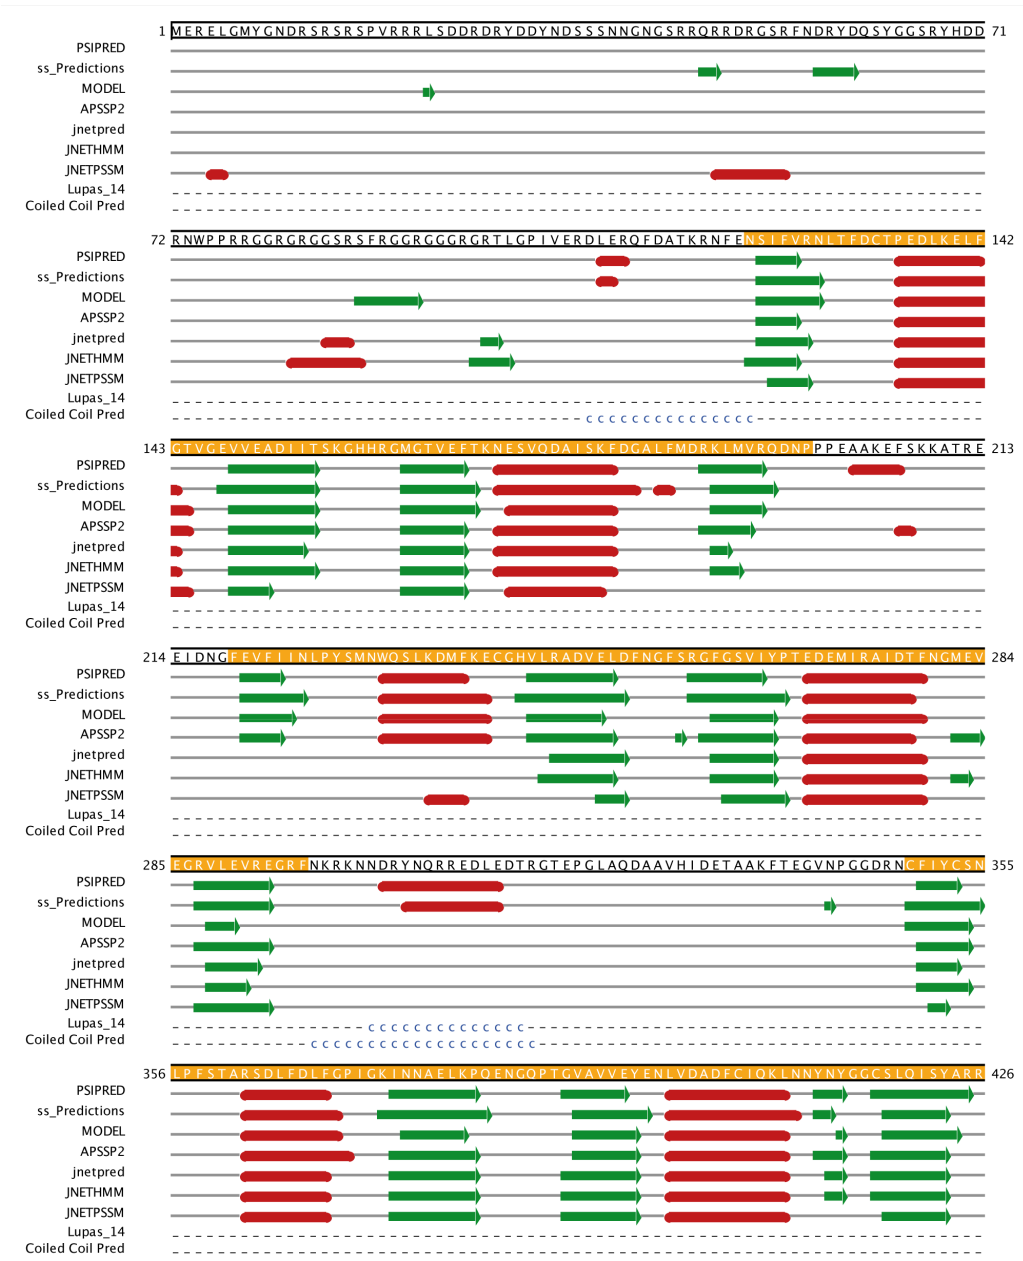 1 MERELGMYGNDRSRSRSPVRRRLSDDRDRYDDYNDSSSNNGNGSRRQRRDRGSRFNDRYDQSYGGSRYHDD 71
PSIPRED
ss_Predictions
MODEL
APSSP2
jnetpred
JNETHMM
JNETPSSM
Lupas_14
Coiled Coil Pred
72 RNWPPRRGGRGRGGSRSFRGGRGGGRGRTLGPIVERDLERQFDATKRNFENSIFVRNLTFDCTPEDLKELF 142
PSIPRED
ss_Predictions
MODEL
APSSP2
jnetpred
JNETHMM
JNETPSSM
Lupas_14
Coiled Coil Pred CCCCCCCCCCCCCCC
143 GTVGEVVEADIITSKGHHRGMGTVEFTKNESVQDAISKFDGALFMDRKLMVRQDNPPPEAAKEFSKKATRE 213
PSIPRED
ss_Predictions
MODEL
APSSP2
jnetpred
JNETHMM
JNETPSSM
Lupas_14
Coiled Coil Pred
214 EIDNGFEVFIINLPYSMNWQSLKDMFKECGHVLRADVELDFNGFSRGFGSVIYPTEDEMIRAIDTFNGMEV 284
PSIPRED
ss_Predictions
MODEL
APSSP2
jnetpred
JNETHMM
JNETPSSM
Lupas_14
Coiled Coil Pred
285 EGRVLEVREGRFNKRKNNDRYNQRREDLEDTRGTEPGLAQDAAVHIDETAAKFTEGVNPGGDRNCFIYCSN 355
PSIPRED
ss_Predictions
MODEL
APSSP2
jnetpred
JNETHMM
JNETPSSM
Lupas_14 CCCCCCCCCCCCCC
Coiled Coil Pred CCCCCCCCCCCCCCCCCCCC
356 LPFSTARSDLFDLFGPIGKINNAELKPQENGQPTGVAVVEYENLVDADFCIQKLNNYNYGGCSLQISYARR 426
PSIPRED
ss_Predictions
MODEL
APSSP2
jnetpred
JNETHMM
JNETPSSM
Lupas_14
Coiled Coil Pred